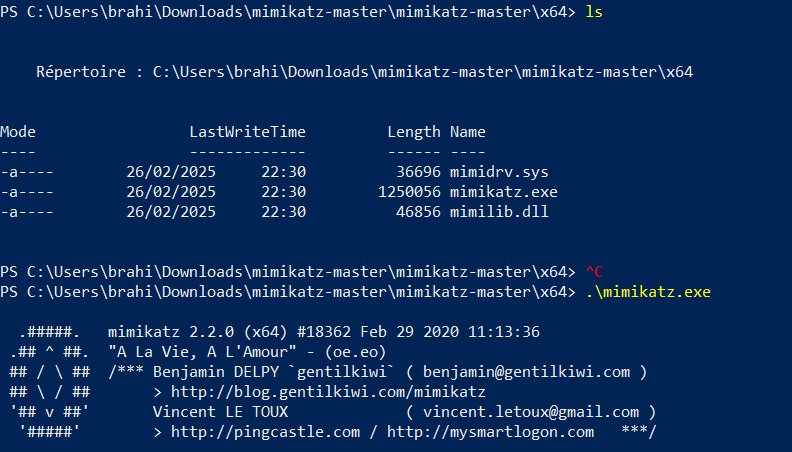 PS C:\Users\brahi\Downloads\mimikatz-master\mimikatz-master\x64> ls
Répertoire : C:\Users\brahi\Downloads\mimikatz-master\mimikatz-master\x64
Mode                 LastWriteTime         Length Name
----                 -------------         ------ ----
-a----        26/02/2025     22:30          36696 mimidrv.sys
-a----        26/02/2025     22:30        1250056 mimikatz.exe
-a----        26/02/2025     22:30          46856 mimilib.dll
PS C:\Users\brahi\Downloads\mimikatz-master\mimikatz-master\x64> ^C
PS C:\Users\brahi\Downloads\mimikatz-master\mimikatz-master\x64> .\mimikatz.exe
  .#####.   mimikatz 2.2.0 (x64) #18362 Feb 29 2020 11:13:36
 .## ^ ##.  "A La Vie, A L'Amour" - (oe.eo)
 ## / \ ##  /*** Benjamin DELPY `gentilkiwi` ( benjamin@gentilkiwi.com )
 ## \ / ##       > http://blog.gentilkiwi.com/mimikatz
 '## v ##'       Vincent LE TOUX             ( vincent.letoux@gmail.com )
  '#####'        > http://pingcastle.com / http://mysmartlogon.com   ***/